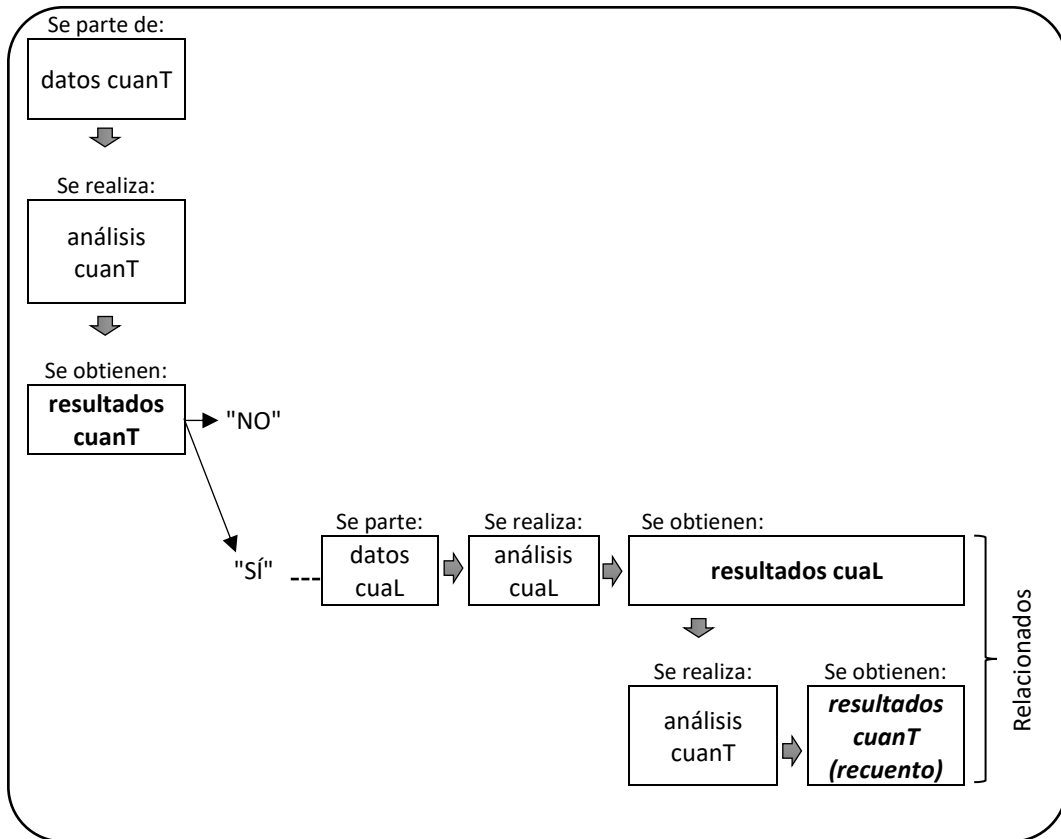 Se parte de:
datos cuanT
Se realiza:
análisis
cuanT
Se obtienen:
resultados
cuanT
"NO"
"SÍ"
Se parte:
datos
cuaL
Se realiza:
análisis
cuaL
Se obtienen:
resultados cuaL
Se realiza:
análisis
cuanT
Se obtienen:
resultados
cuanT
(recuento)
Relacionados